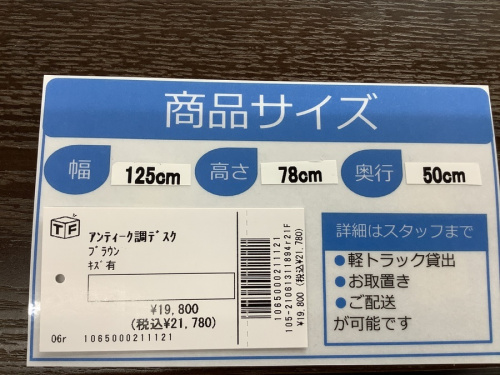 商品サイズ
幅 125cm 高さ 78cm 奥行 50cm
TF
アンティーク調デスク
ブラウン
キズ有
¥19,800
(税込¥21,780)
06r 1065000211121
1065000211121
105-21061311894r21F
¥19,800 (税込¥21,780)
詳細はスタッフまで
●軽トラック貸出
●お取置き
●ご配送
が可能です